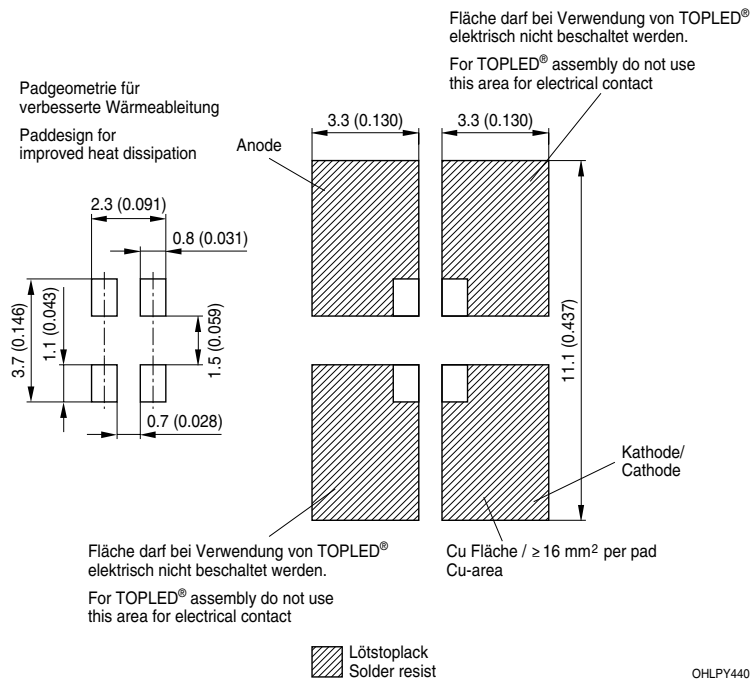 Fläche darf bei Verwendung von TOPLED®
elektrisch nicht beschaltet werden.
For TOPLED® assembly do not use
this area for electrical contact
Padgeometrie für
verbesserte Wärmeableitung
Paddesign for
improved heat dissipation
Anode
3.3 (0.130)
3.3 (0.130)
2.3 (0.091)
0.8 (0.031)
3.7 (0.146)
1.1 (0.043)
1.5 (0.059)
0.7 (0.028)
11.1 (0.437)
Kathode/
Cathode
Fläche darf bei Verwendung von TOPLED®
elektrisch nicht beschaltet werden.
For TOPLED® assembly do not use
this area for electrical contact
Cu Fläche / ≥ 16 mm² per pad
Cu-area
Lötstoplack
Solder resist
OHLPY440